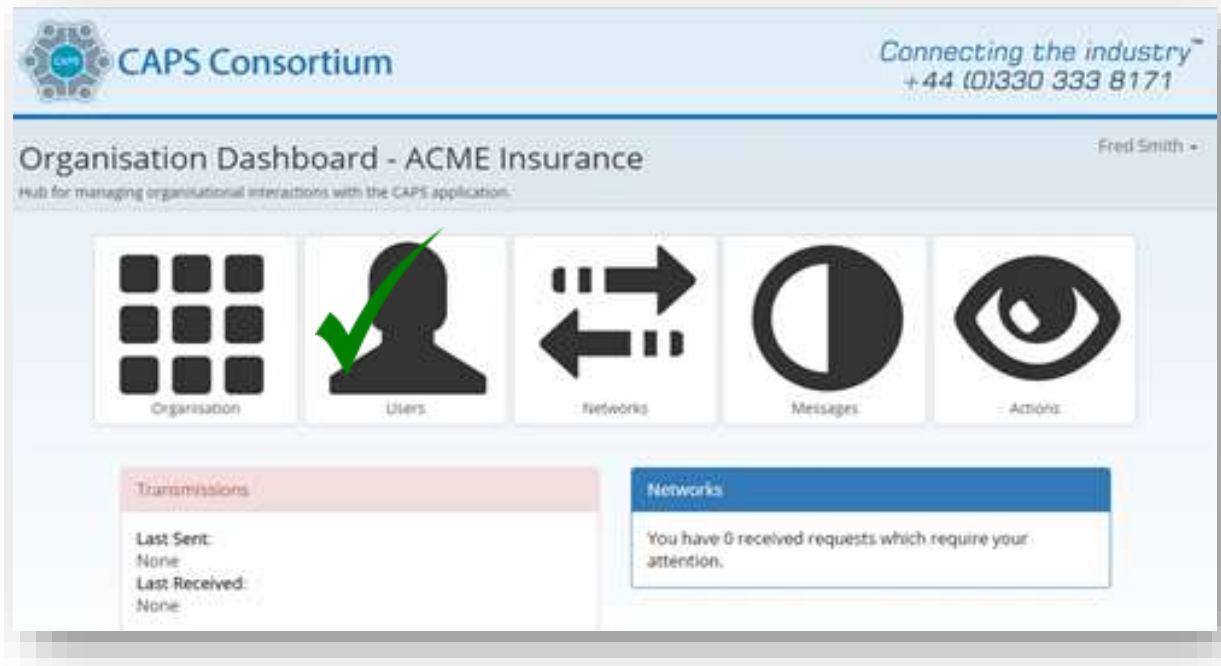 CAPS
CAPS Consortium
Connecting the industry™
+44 (0)330 333 8171
Organisation Dashboard - ACME Insurance
Fred Smith
Hub for managing organisational interactions with the CAPS application.
Organisation
Users
Networks
Messages
Actions
Transmissions
Last Sent:
None
Last Received:
None
Networks
You have 0 received requests which require your
attention.